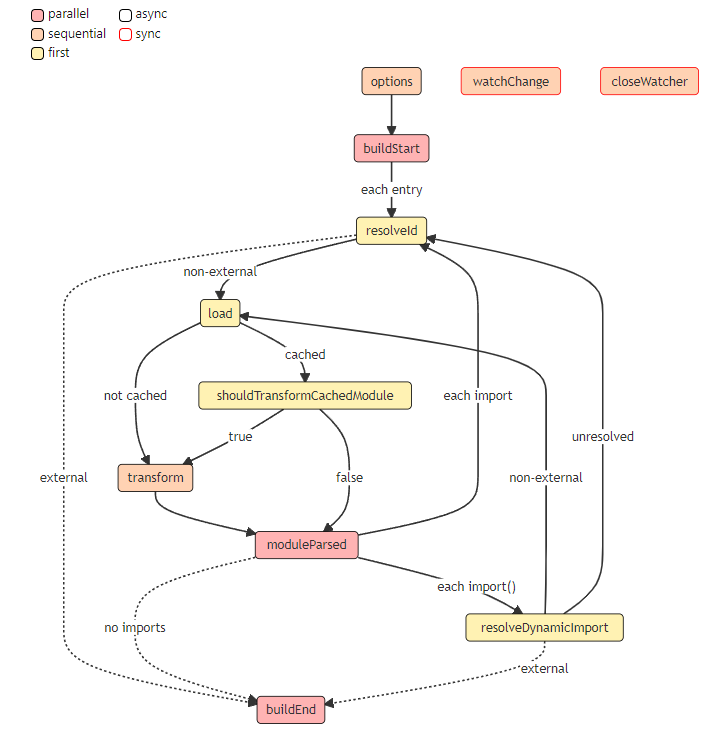 parallel async
sequential sync
first
options watchChange closeWatcher
buildStart
each entry
resolveId
non-external
load
cached
not cached shouldTransformCachedModule each import
true unresolved
external transform false non-external
moduleParsed
each import()
no imports resolveDynamicImport
external
buildEnd